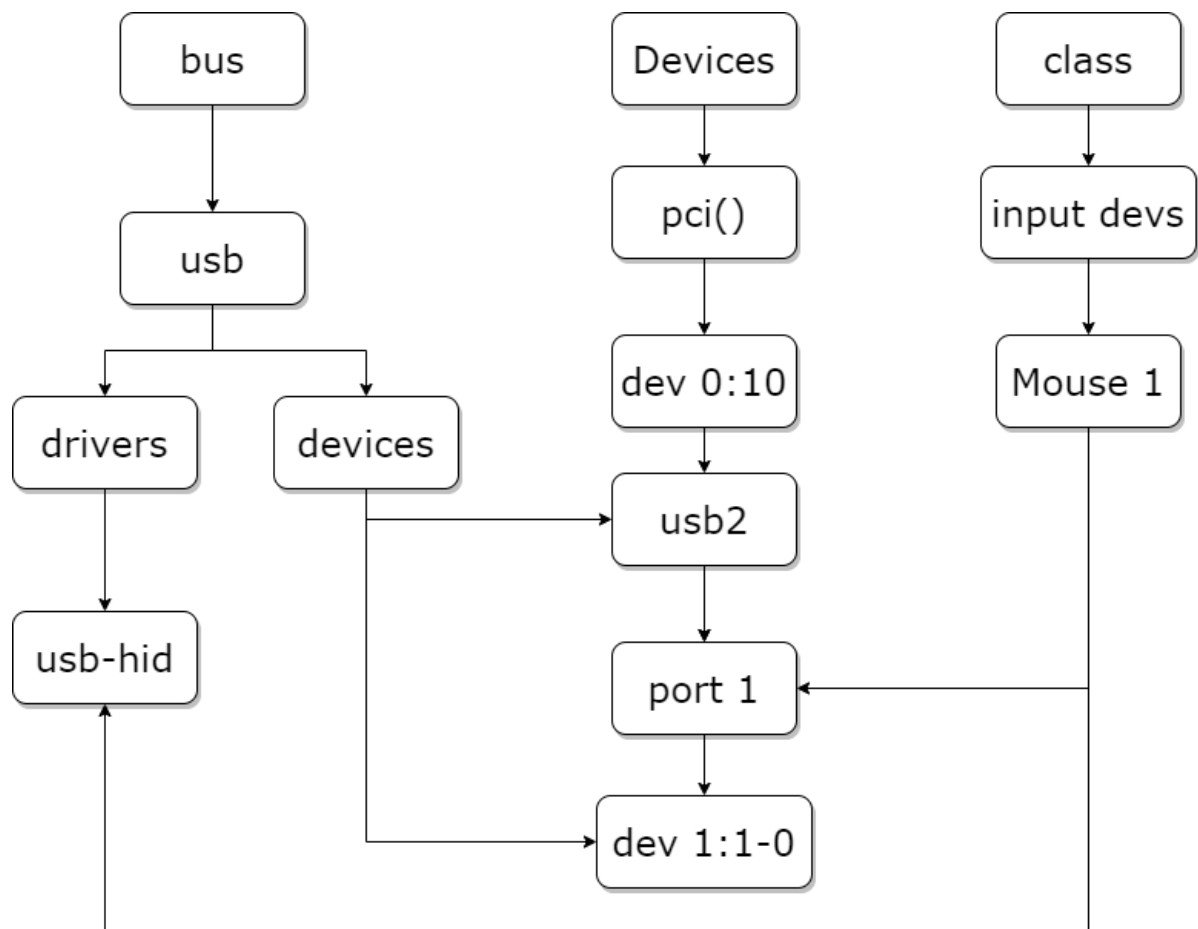 bus
Devices
class
pci()
input devs
usb
dev 0:10
Mouse 1
drivers
devices
usb2
usb-hid
port 1
dev 1:1-0